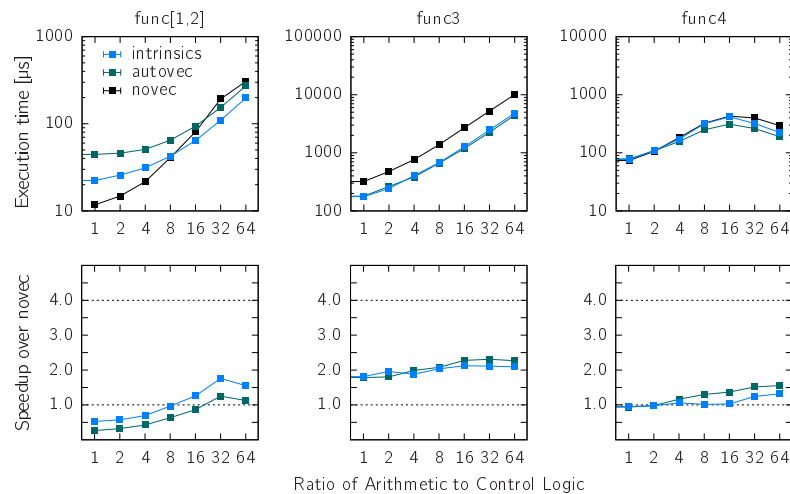 func[1,2] func3 func4
Execution time [µs]
1000 100000 10000
intrinsics
autovec
novec
100 10000 1000
1000 100
10 100 10
1 2 4 8 16 32 64 1 2 4 8 16 32 64 1 2 4 8 16 32 64
Speedup over novec
4.0 4.0 4.0
3.0 3.0 3.0
2.0 2.0 2.0
1.0 1.0 1.0
1 2 4 8 16 32 64 1 2 4 8 16 32 64 1 2 4 8 16 32 64
Ratio of Arithmetic to Control Logic